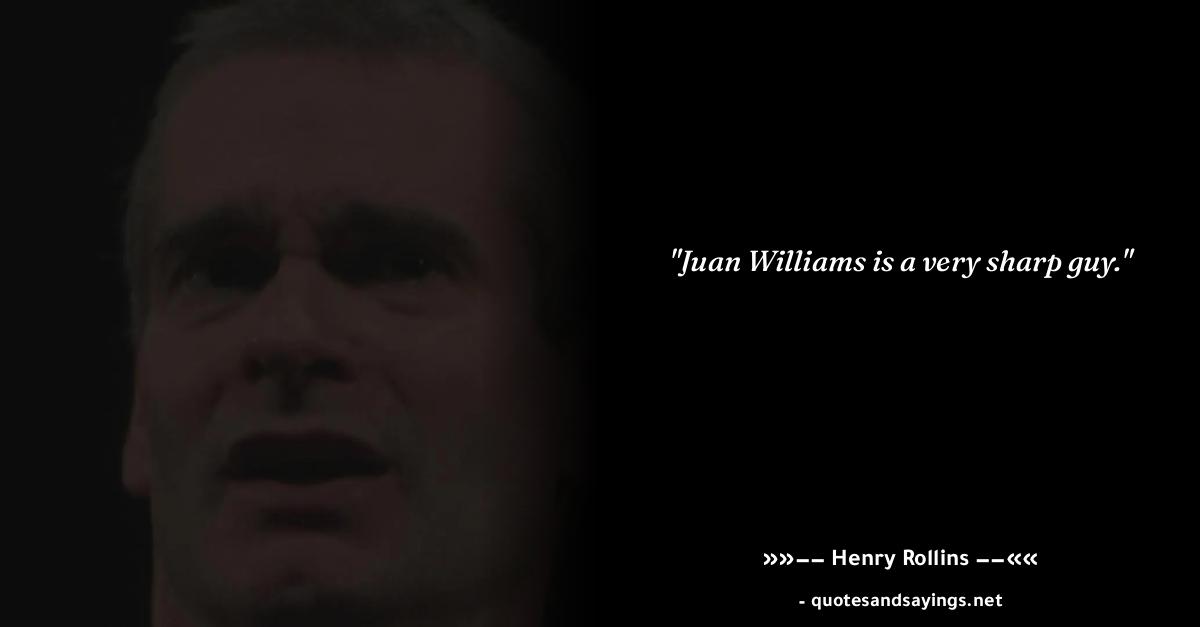 "Juan Williams is a very sharp guy."
»»−− Henry Rollins −−««
- quotesandsayings.net